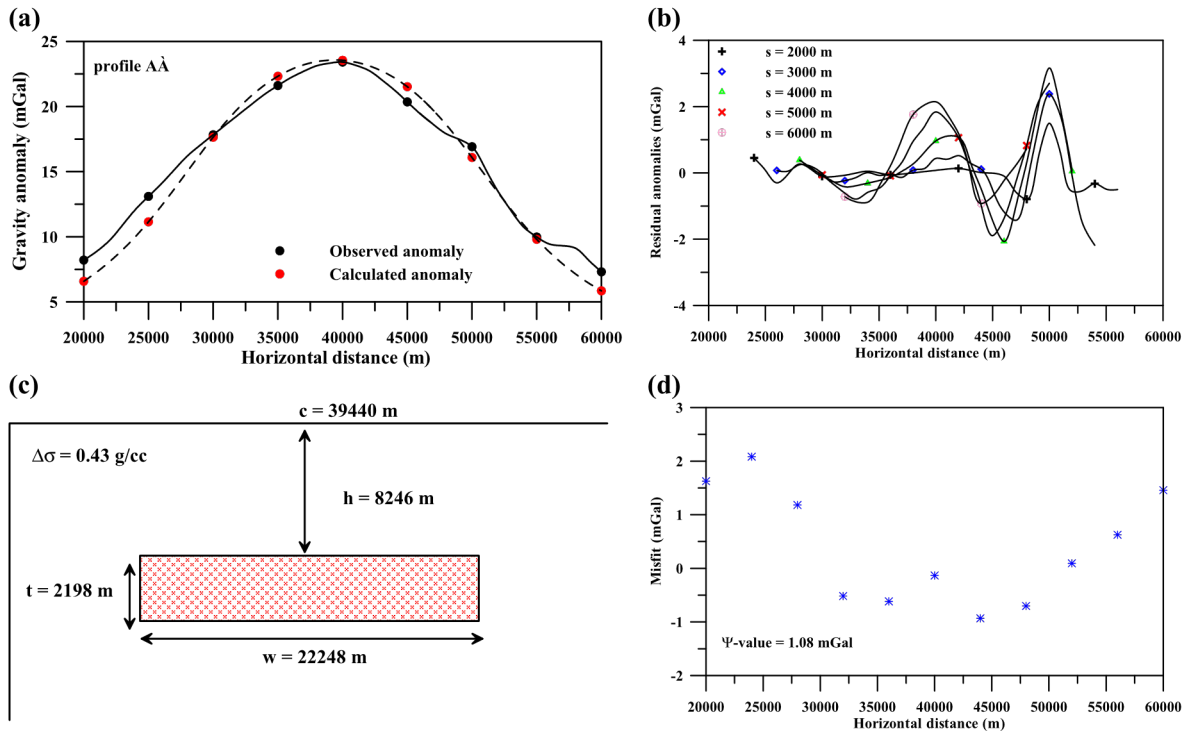 (a)
Gravity anomaly (mGal)
25
20
15
10
5
profile AÀ
Observed anomaly
Calculated anomaly
20000 25000 30000 35000 40000 45000 50000 55000 60000
Horizontal distance (m)
(b)
Residual anomalies (mGal)
4
2
0
-2
-4
s = 2000 m
s = 3000 m
s = 4000 m
s = 5000 m
s = 6000 m
20000 25000 30000 35000 40000 45000 50000 55000 60000
Horizontal distance (m)
(c)
c = 39440 m
Δσ = 0.43 g/cc
h = 8246 m
t = 2198 m
w = 22248 m
(d)
Misfit (mGal)
3
2
1
0
-1
-2
Ψ-value = 1.08 mGal
20000 25000 30000 35000 40000 45000 50000 55000 60000
Horizontal distance (m)